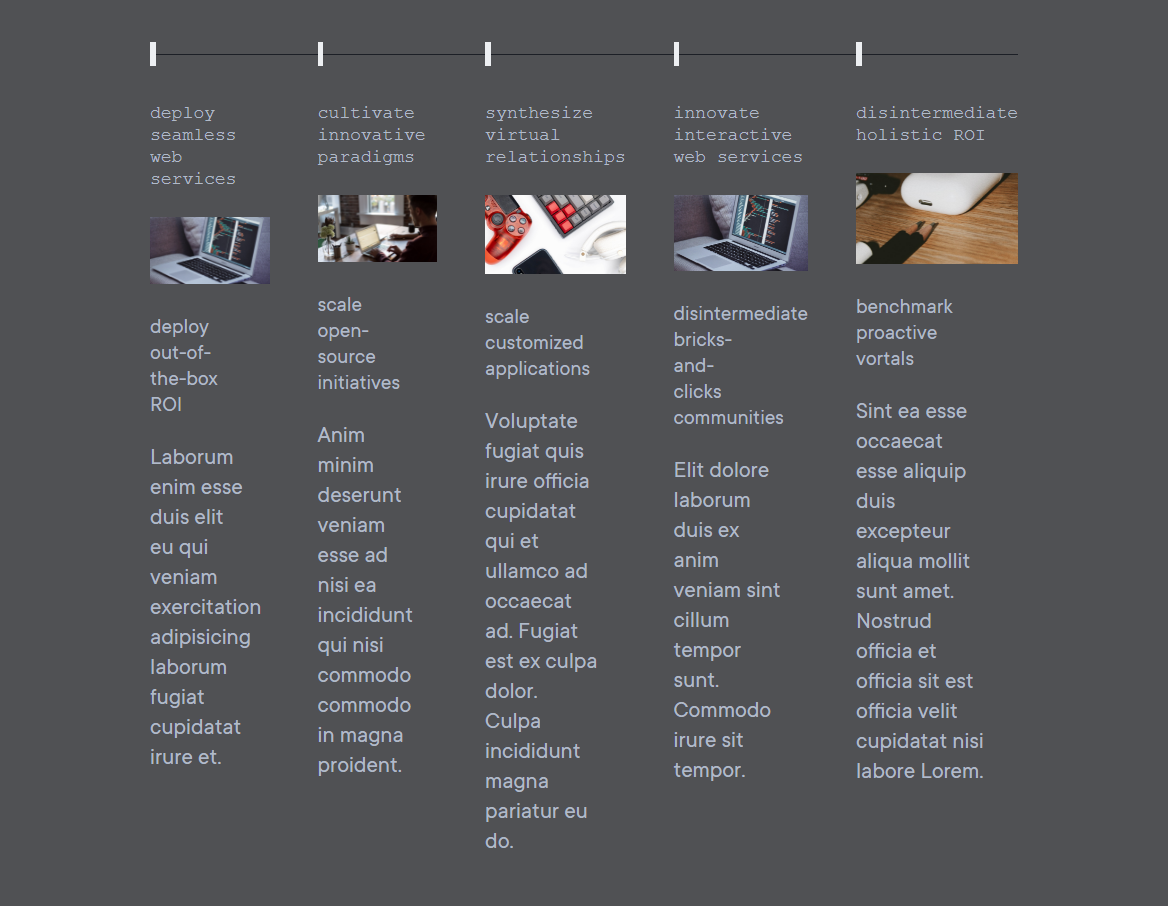 deploy
seamless
web
services
deploy
out-of-
the-box
ROI
Laborum
enim esse
duis elit
eu qui
veniam
exercitation
adipisicing
laborum
fugiat
cupidatat
irure et.
cultivate
innovative
paradigms
scale
open-
source
initiatives
Anim
minim
deserunt
veniam
esse ad
nisi ea
incididunt
qui nisi
commodo
commodo
in magna
proident.
synthesize
virtual
relationships
scale
customized
applications
Voluptate
fugiat quis
irure officia
cupidatat
qui et
ullamco ad
occaecat
ad. Fugiat
est ex culpa
dolor.
Culpa
incididunt
magna
pariatur eu
do.
innovate
interactive
web services
disintermediate
bricks-
and-
clicks
communities
Elit dolore
laborum
duis ex
anim
veniam sint
cillum
tempor
sunt.
Commodo
irure sit
tempor.
disintermediate
holistic ROI
benchmark
proactive
vortals
Sint ea esse
occaecat
esse aliquip
duis
excepteur
aliqua mollit
sunt amet.
Nostrud
officia et
officia sit est
officia velit
cupidatat nisi
labore Lorem.